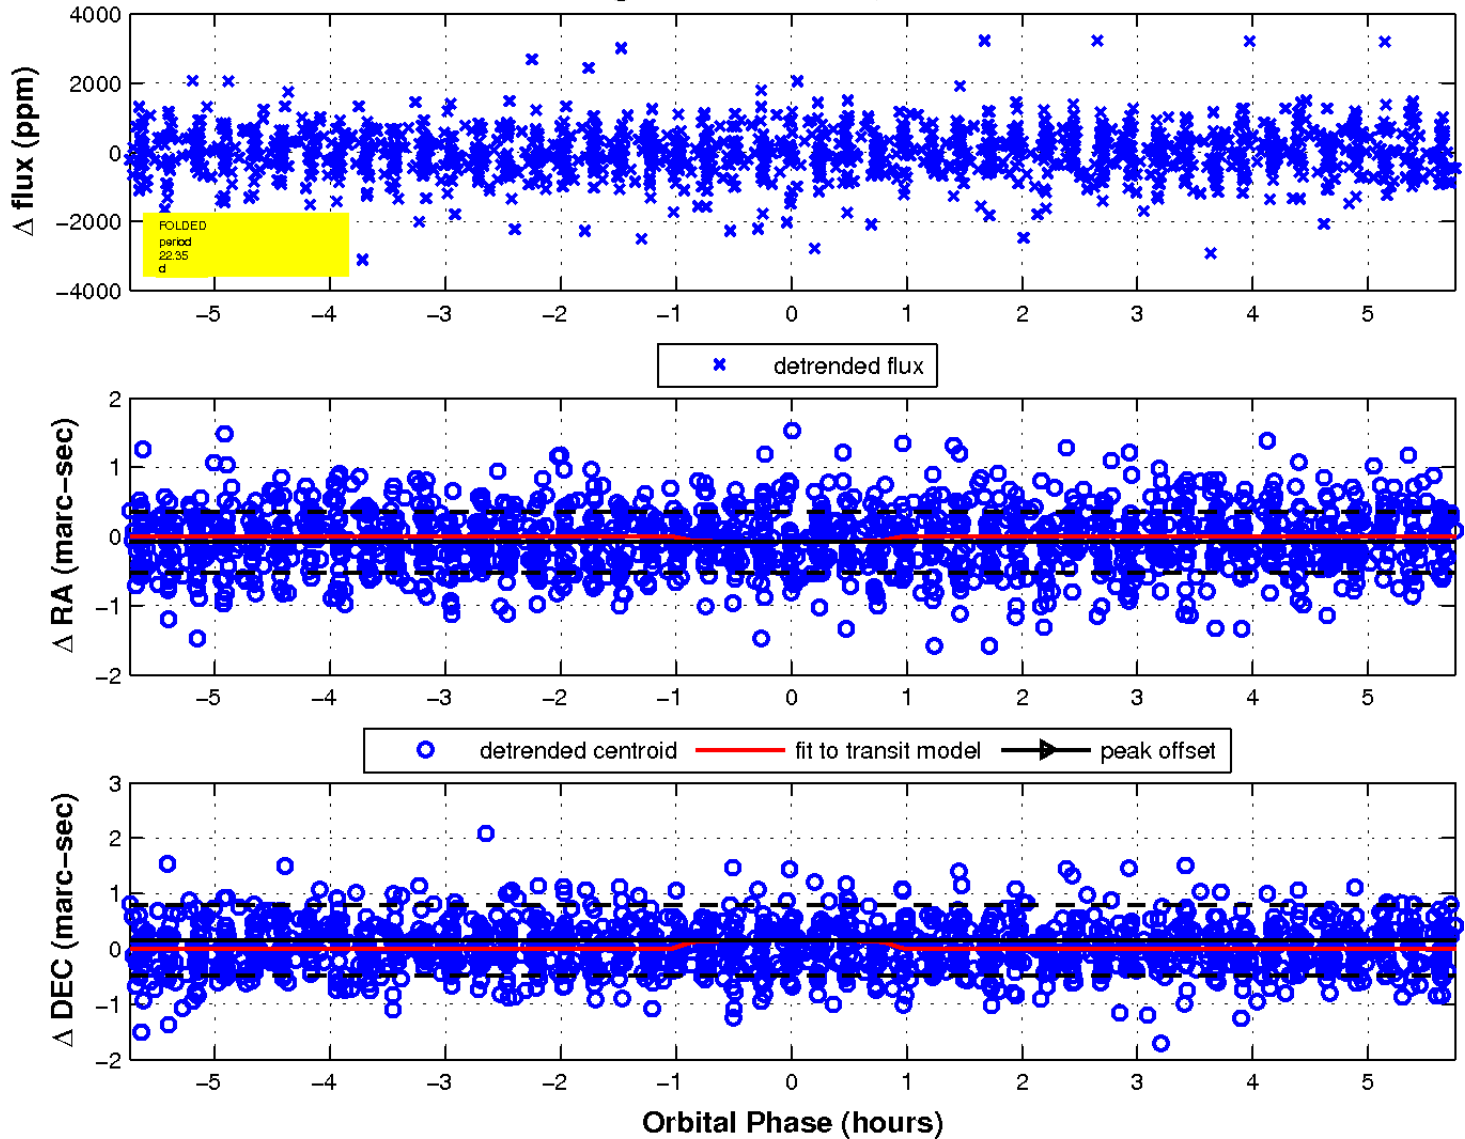 4000
2000
0
−2000
−4000
Δ flux (ppm)
FOLDED
period
22.35
d
−5 −4 −3 −2 −1 0 1 2 3 4 5
detrended flux
2
1
0
−1
−2
Δ RA (marc−sec)
−5 −4 −3 −2 −1 0 1 2 3 4 5
detrended centroid fit to transit model peak offset
3
2
1
0
−1
−2
Δ DEC (marc−sec)
−5 −4 −3 −2 −1 0 1 2 3 4 5
Orbital Phase (hours)